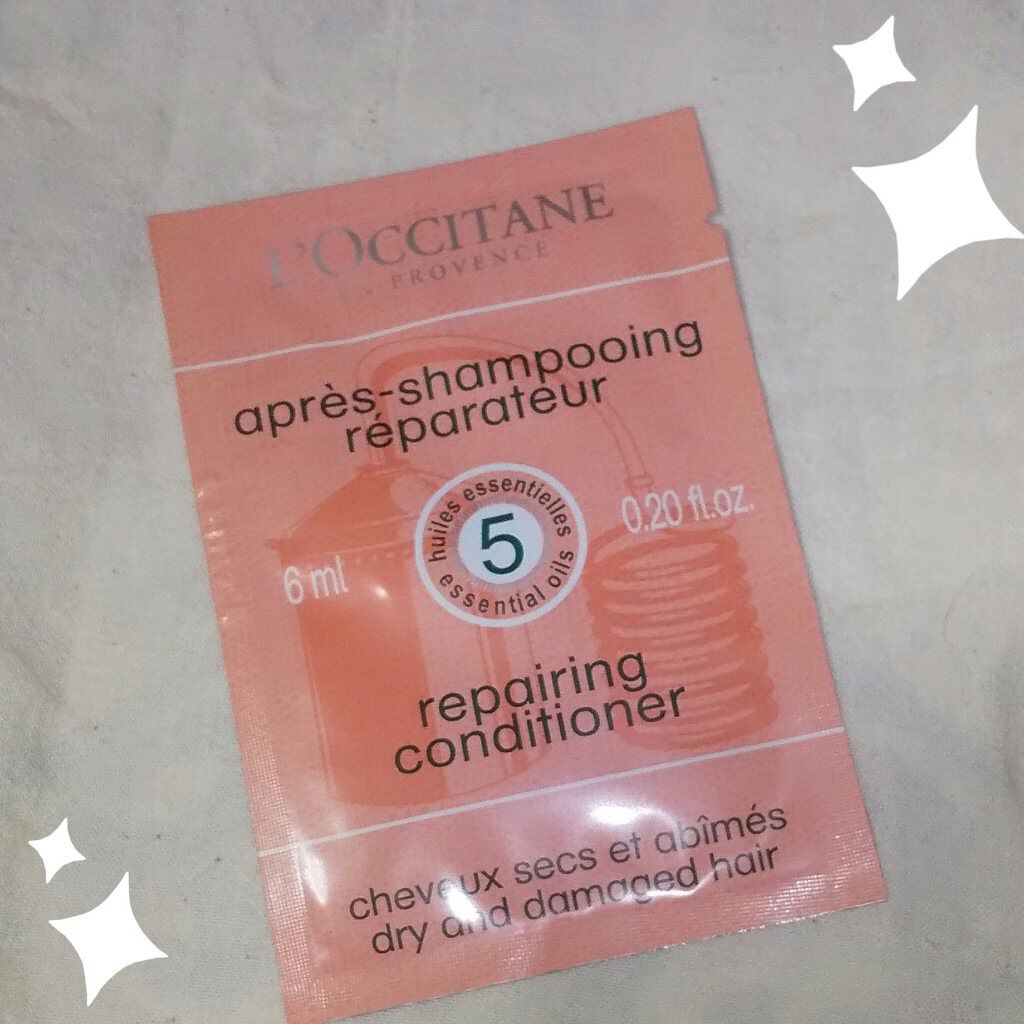 L'OCCITANE
EN PROVENCE
après-shampooing
réparateur
huiles essentielles
5
essential oils
6 ml
0.20 fl.oz.
repairing
conditioner
cheveux secs et abîmés
dry and damaged hair